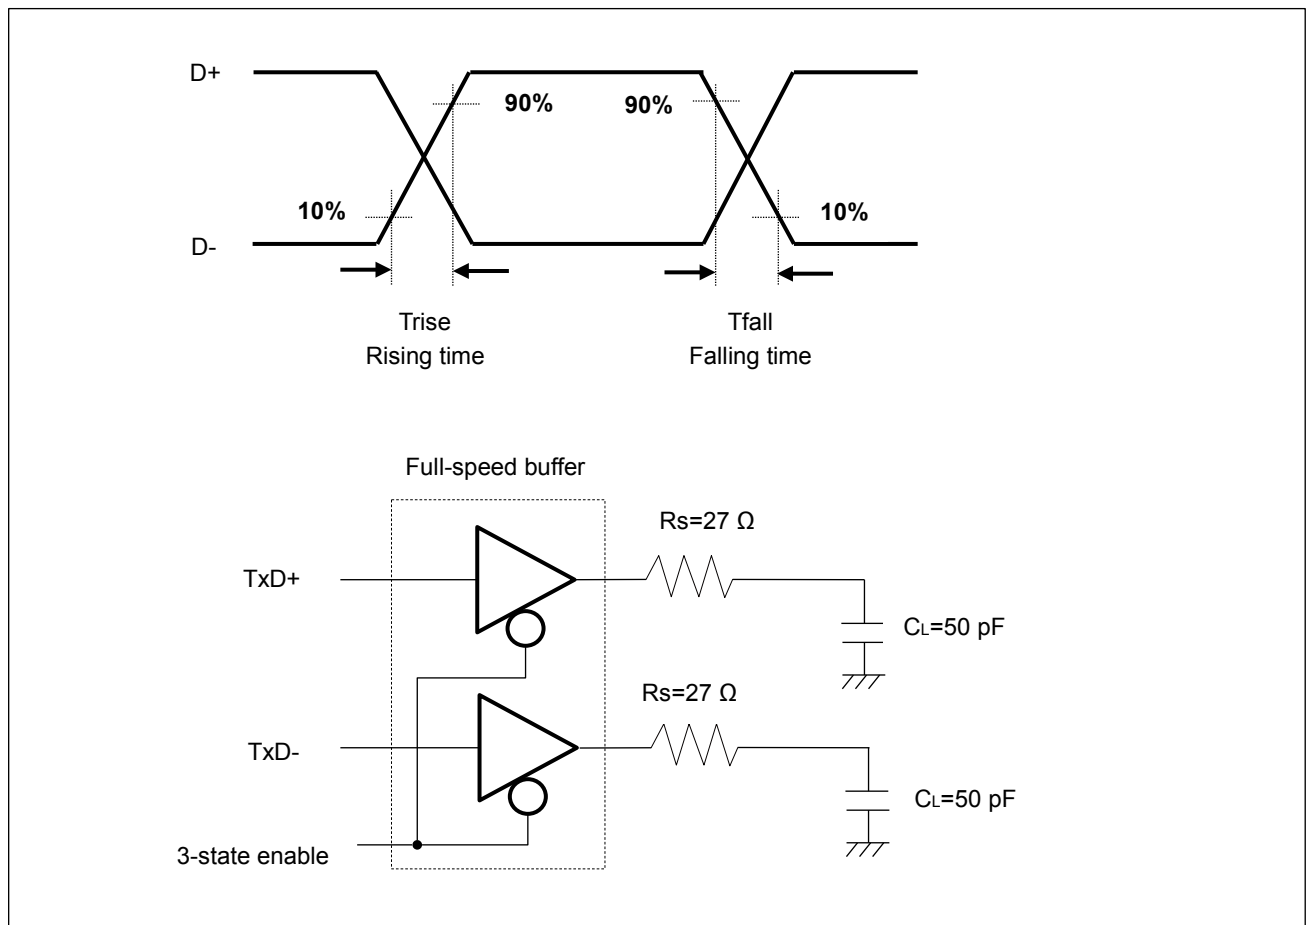 D+
90%
90%
10%
10%
D-
Trise
Rising time
Tfall
Falling time
Full-speed buffer
Rs=27 Ω
TxD+
CL=50 pF
Rs=27 Ω
TxD-
CL=50 pF
3-state enable